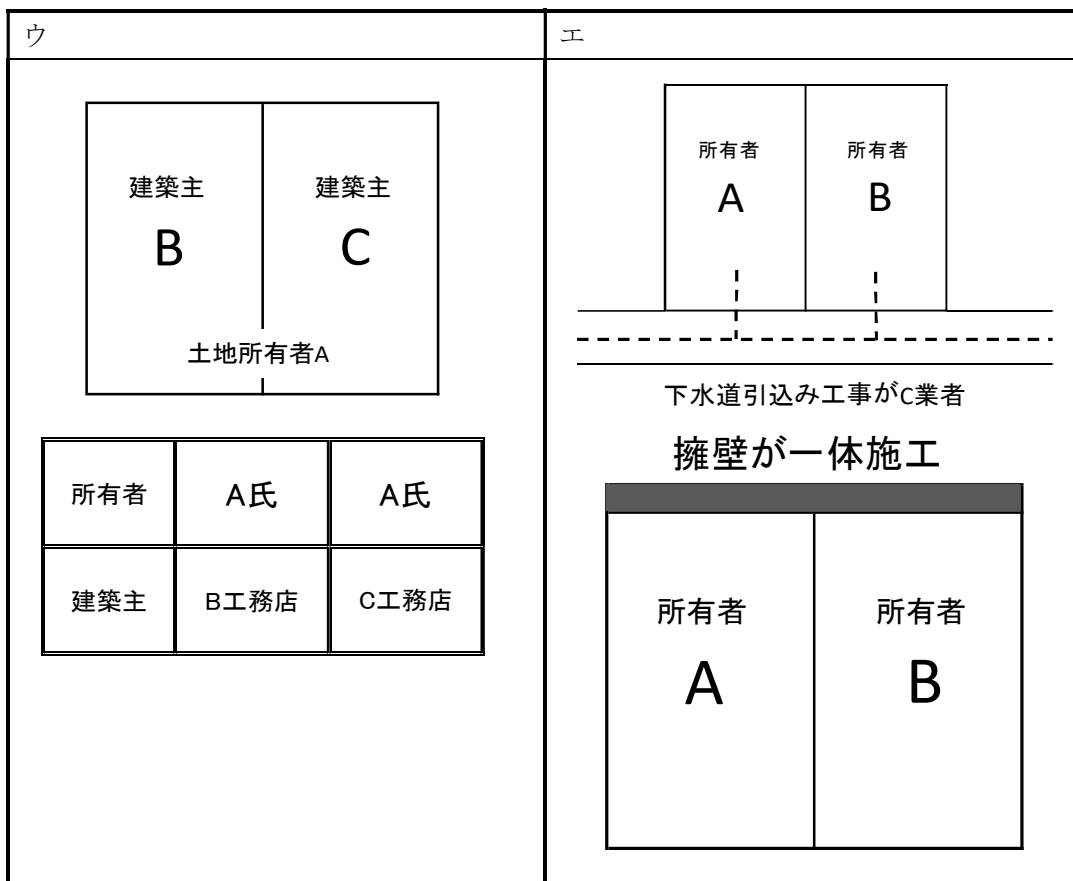 ウ
建築主 建築主
B C
土地所有者A
所有者 A氏 A氏
建築主 B工務店 C工務店
エ
所有者 所有者
A B
下水道引込み工事がC業者
擁壁が一体施工
所有者 所有者
A B